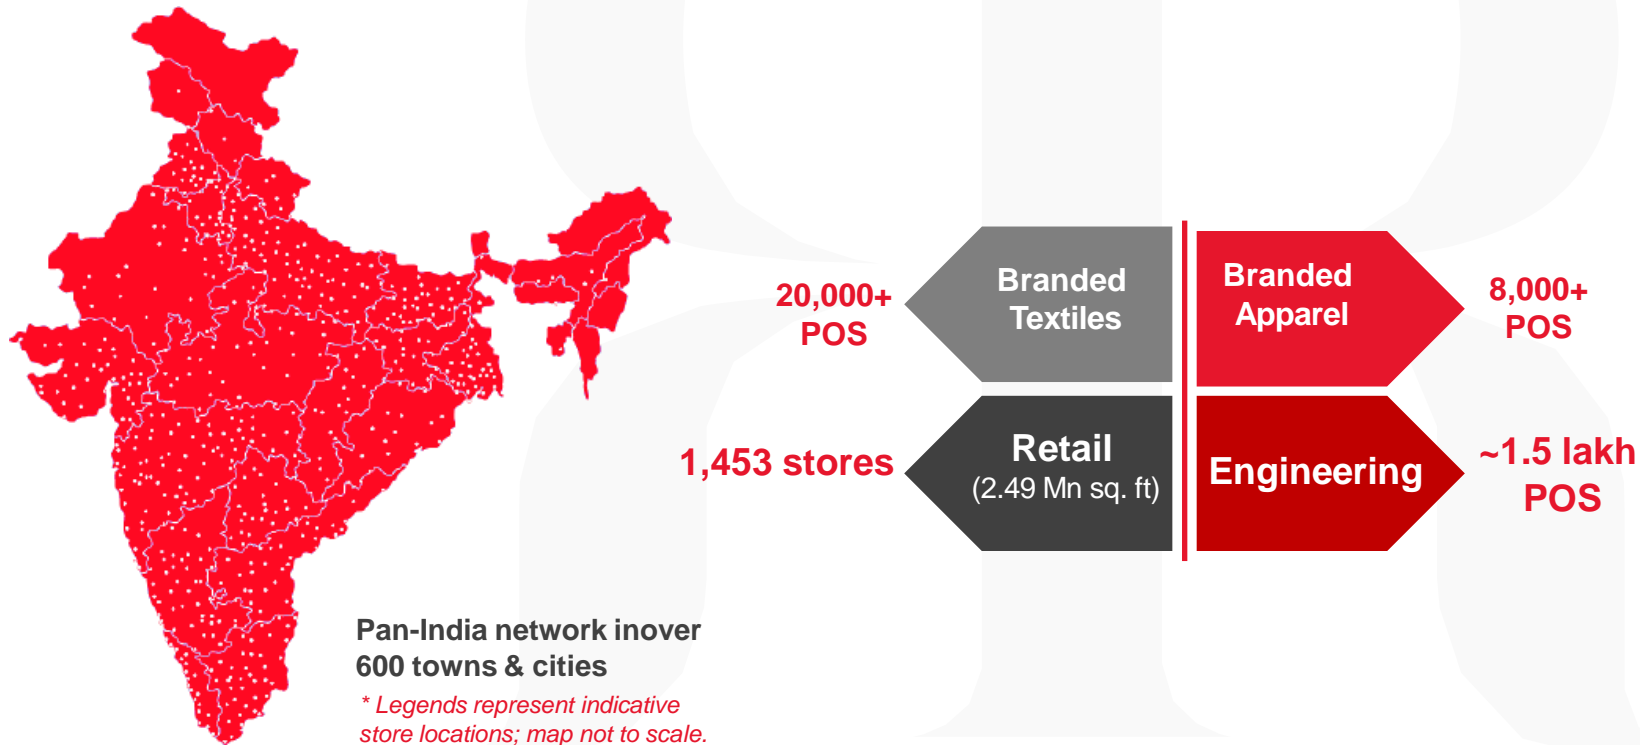 20,000+
POS
Branded
Textiles
Branded
Apparel
8,000+
POS
1,453 stores
Retail
(2.49 Mn sq. ft)
Engineering
~1.5 lakh
POS
Pan-India network inover
600 towns & cities
* Legends represent indicative
store locations; map not to scale.